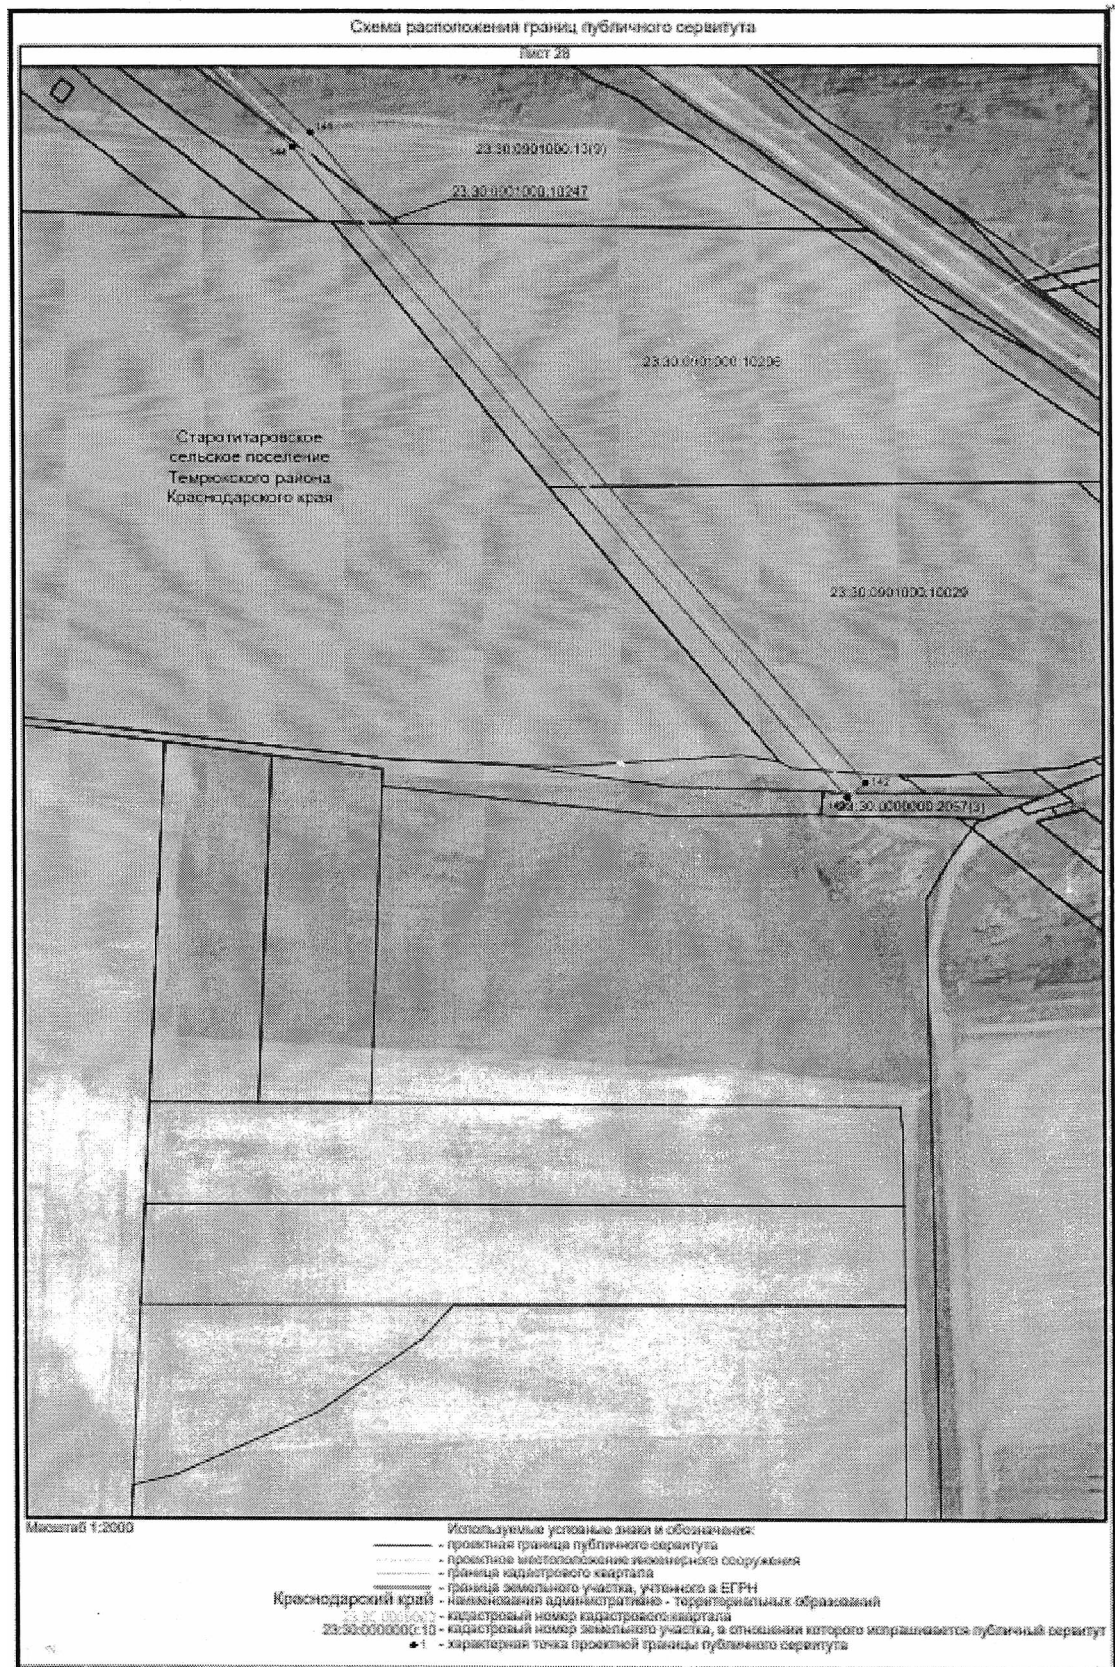 Схема расположения границ публичного сервитута
Лист 28
23:30:0901000:13(9)
23:30:0901000:10247
23:30:0901000:10206
Старотитаровское
сельское поселение
Темрюкского района
Краснодарского края
23:30:0901000:10029
142
:30:0000000:2057(3)
Масштаб 1:2000
Используемые условные знаки и обозначения:
- проектная граница публичного сервитута
- проектное местоположение инженерного сооружения
- граница кадастрового квартала
- граница земельного участка, учтенного в ЕГРН
Краснодарский край - наименования административно - территориальных образований
- кадастровый номер кадастрового квартала
23:30:0000000:10 - кадастровый номер земельного участка, в отношении которого испрашивается публичный сервитут
1 - характерная точка проектной границы публичного сервитута